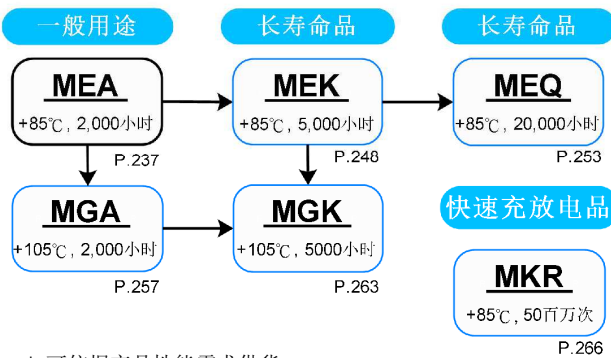 一般用途
长寿命品
长寿命品
MEA
+85℃, 2,000小时
P.237
MEK
+85℃, 5,000小时
P.248
MEQ
+85℃, 20,000小时
P.253
MGA
+105℃, 2,000小时
P.257
MGK
+105℃, 5000小时
P.263
快速充放电品
MKR
+85℃, 50百万次
P.266